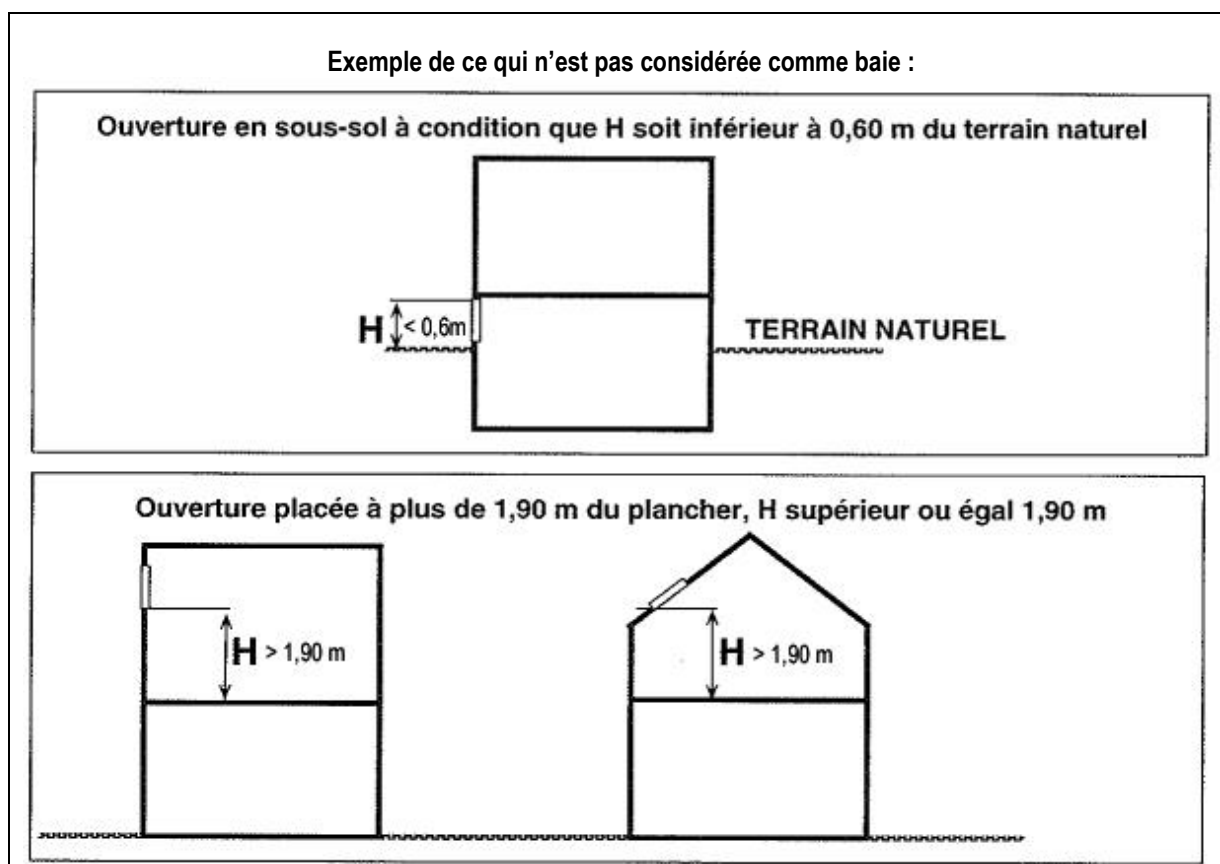 Exemple de ce qui n'est pas considérée comme baie :
Ouverture en sous-sol à condition que H soit inférieur à 0,60 m du terrain naturel
H < 0,6m
TERRAIN NATUREL
Ouverture placée à plus de 1,90 m du plancher, H supérieur ou égal 1,90 m
H > 1,90 m
H > 1,90 m